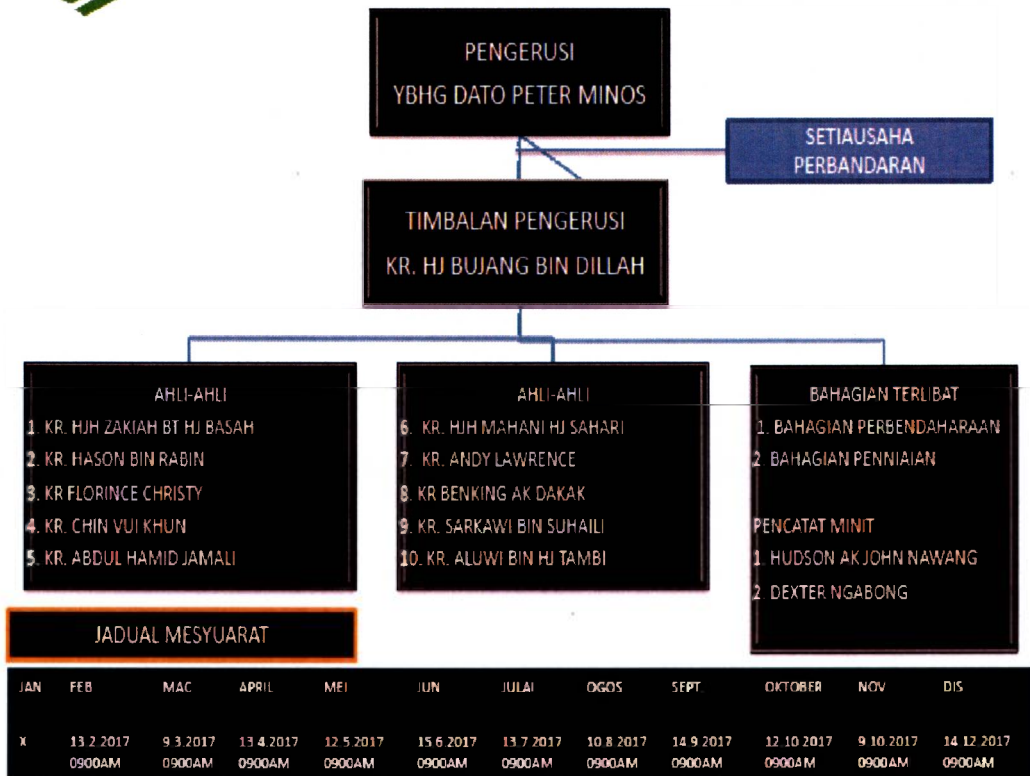 PENGERUSI
YBHG DATO PETER MINOS
SETIAUSAHA
PERBANDARAN
TIMBALAN PENGERUSI
KR. HJ BUJANG BIN DILLAH
AHLI-AHLI
1. KR. HJH ZAKIAH BT HJ BASAH
2. KR. HASON BIN RABIN
3 KR FLORINCE CHRISTY
4. KR. CHIN VUI KHUN
5. KR. ABDUL HAMID JAMALI
AHLI-AHLI
6. KR. HJH MAHANI HJ SAHARI
7. KR. ANDY LAWRENCE
8 KR BENKING AK DAKAK
9. KR. SARKAWI BIN SUHAILI
10. KR. ALUWI BIN HJ TAMBI
BAHAGIAN TERLIBAT
1. BAHAGIAN PERBENDAHARAAN
2. BAHAGIAN PENNIAIAN
PENCATAT MINIT
1. HUDSON AK JOHN NAWANG
2. DEXTER NGABONG
JADUAL MESYUARAT
JAN FEB MAC APRIL MEI JUN JULAI OGOS SEPT. OKTOBER NOV DIS
X 13.2.2017 9.3.2017 13.4.2017 12.5.2017 15.6.2017 13.7.2017 10.8.2017 14.9.2017 12.10.2017 9.10.2017 14.12.2017
0900AM 0900AM 0900AM 0900AM 0900AM 0900AM 0900AM 0900AM 0900AM 0900AM 0900AM